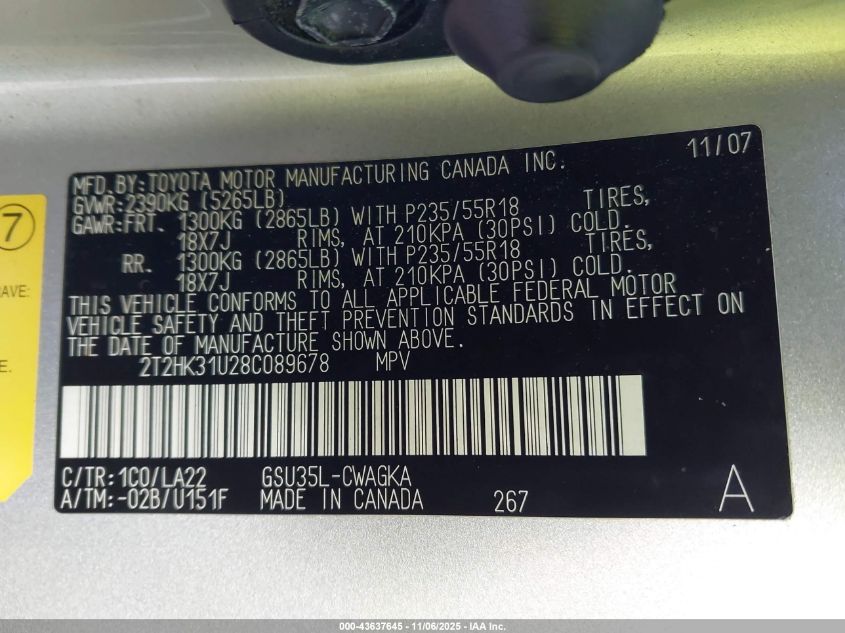 11/07
MFD. BY: TOYOTA MOTOR MANUFACTURING CANADA INC.
GVWR: 2390KG (5265LB)
GAWR: FRT. 1300KG (2865LB) WITH P235/55R18 TIRES,
18X7J RIMS, AT 210KPA (30PSI) COLD.
RR. 1300KG (2865LB) WITH P235/55R18 TIRES,
18X7J RIMS, AT 210KPA (30PSI) COLD.
THIS VEHICLE CONFORMS TO ALL APPLICABLE FEDERAL MOTOR
VEHICLE SAFETY AND THEFT PREVENTION STANDARDS IN EFFECT ON
THE DATE OF MANUFACTURE SHOWN ABOVE.
2T2HK31U28C089678 MPV
C/TR: 1C0/LA22 GSU35L-CWAGKA
A/TM: -02B/U151F MADE IN CANADA 267 A
7
000-43637645 - 11/06/2025 - IAA Inc.